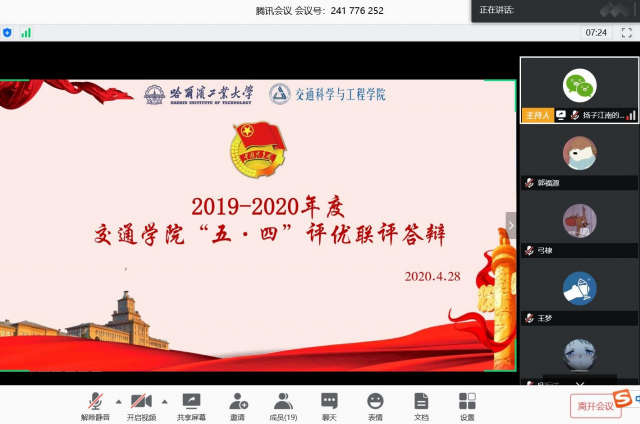 腾讯会议 会议号：241 776 252
正在讲话:
07:24
哈尔滨工业大学
HARBIN INSTITUTE OF TECHNOLOGY
交通科学与工程学院
2019-2020年度
交通学院“五·四”评优联评答辩
2020.4.28
主持人
扬子江南的...
郭福源
弓棣
王梦
解除静音
开启视频
共享屏幕
邀请
成员(19)
聊天
表情
文档
设置
离开会议